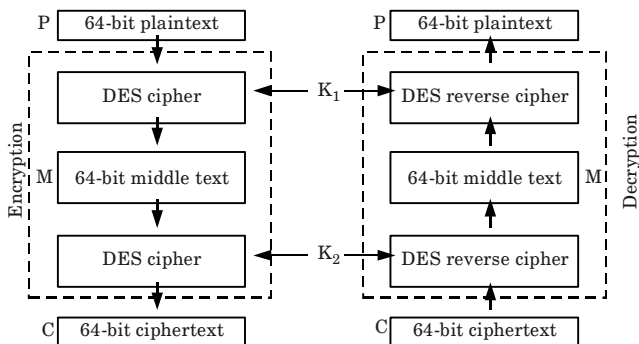 P 64-bit plaintext
P 64-bit plaintext
Encryption
DES cipher
K1
DES reverse cipher
M 64-bit middle text
64-bit middle text M
Decryption
DES cipher
K2
DES reverse cipher
C 64-bit ciphertext
C 64-bit ciphertext